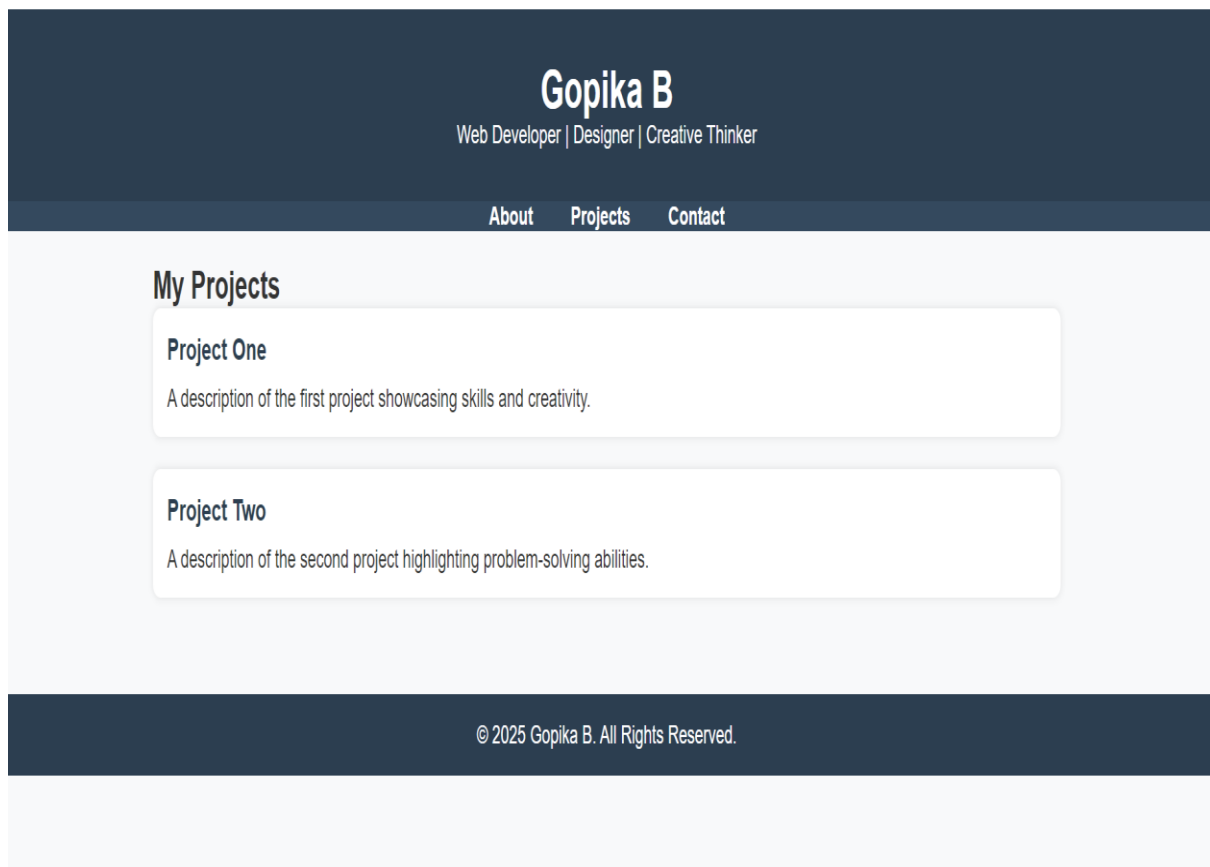 Gopika B
Web Developer | Designer | Creative Thinker
About Projects Contact
My Projects
Project One
A description of the first project showcasing skills and creativity.
Project Two
A description of the second project highlighting problem-solving abilities.
© 2025 Gopika B. All Rights Reserved.